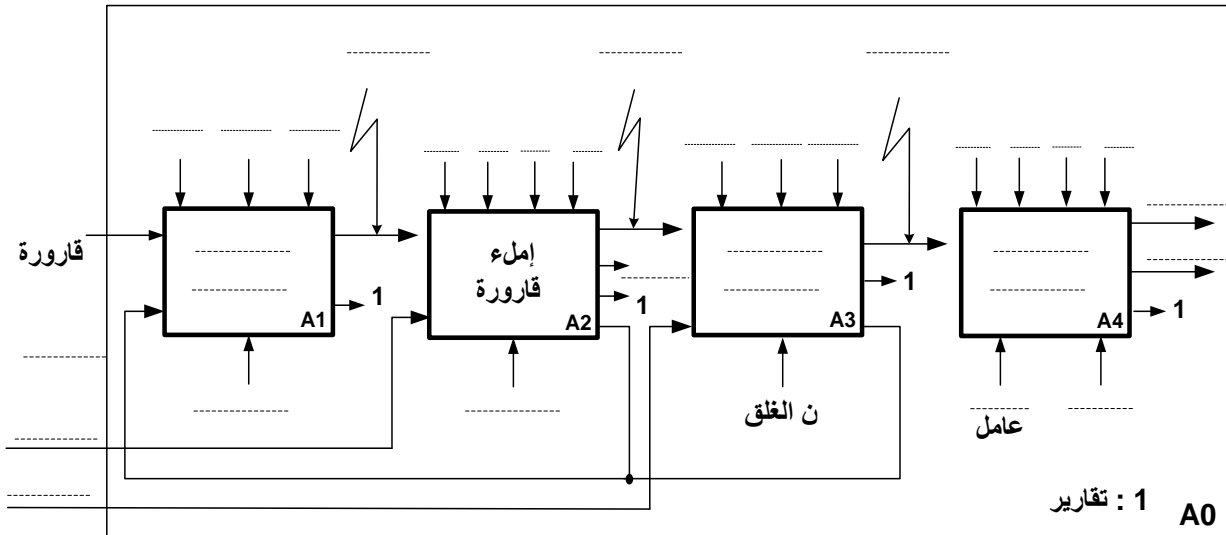 قارورة
A1
1
إملء
قارورة
A2
1
A3
1
A4
1
ن الغلق
عامل
1 : تقارير
A0